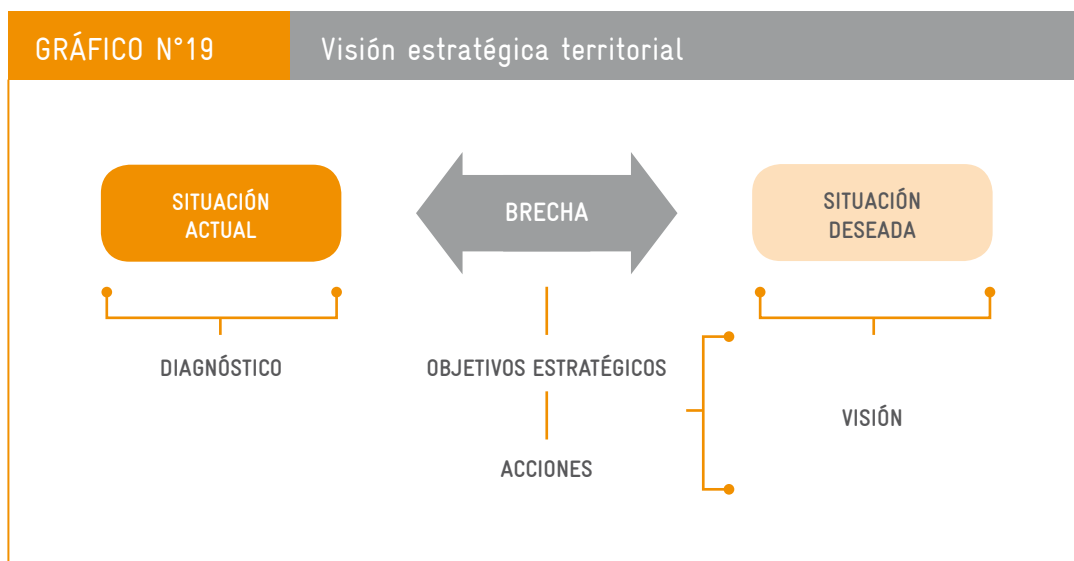 GRÁFICO N°19
Visión estratégica territorial
SITUACIÓN
ACTUAL
BRECHA
SITUACIÓN
DESEADA
DIAGNÓSTICO
OBJETIVOS ESTRATÉGICOS
ACCIONES
VISIÓN